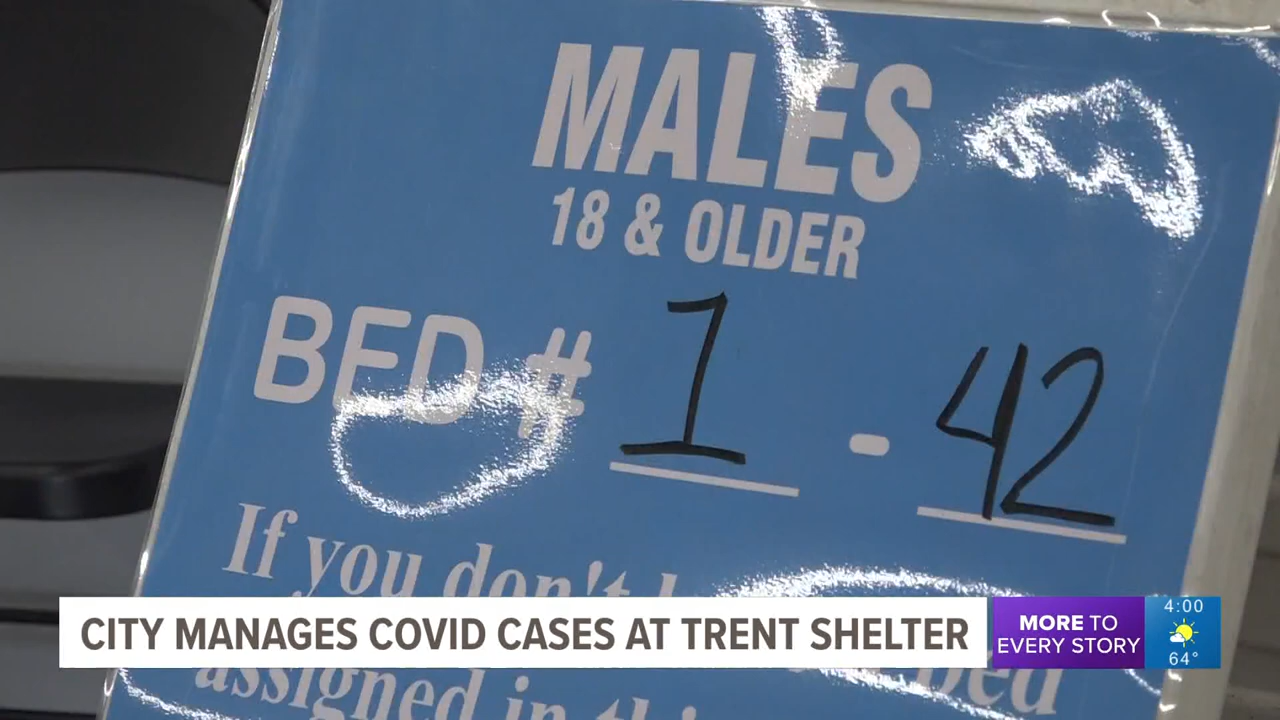 MALES
18 & OLDER
BED # 1 - 42
If you don't
bed
assigned in
CITY MANAGES COVID CASES AT TRENT SHELTER
MORE TO
EVERY STORY
4:00
64°